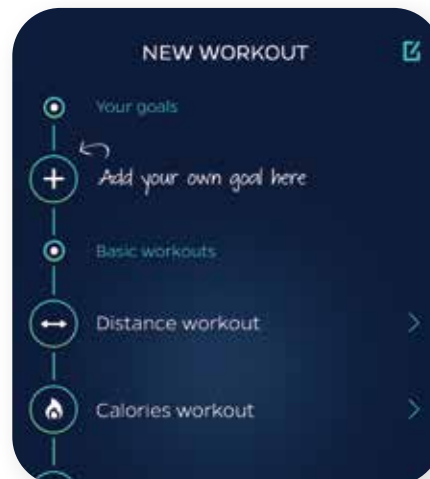 NEW WORKOUT
Your goals
Add your own goal here
Basic workouts
Distance workout
Calories workout